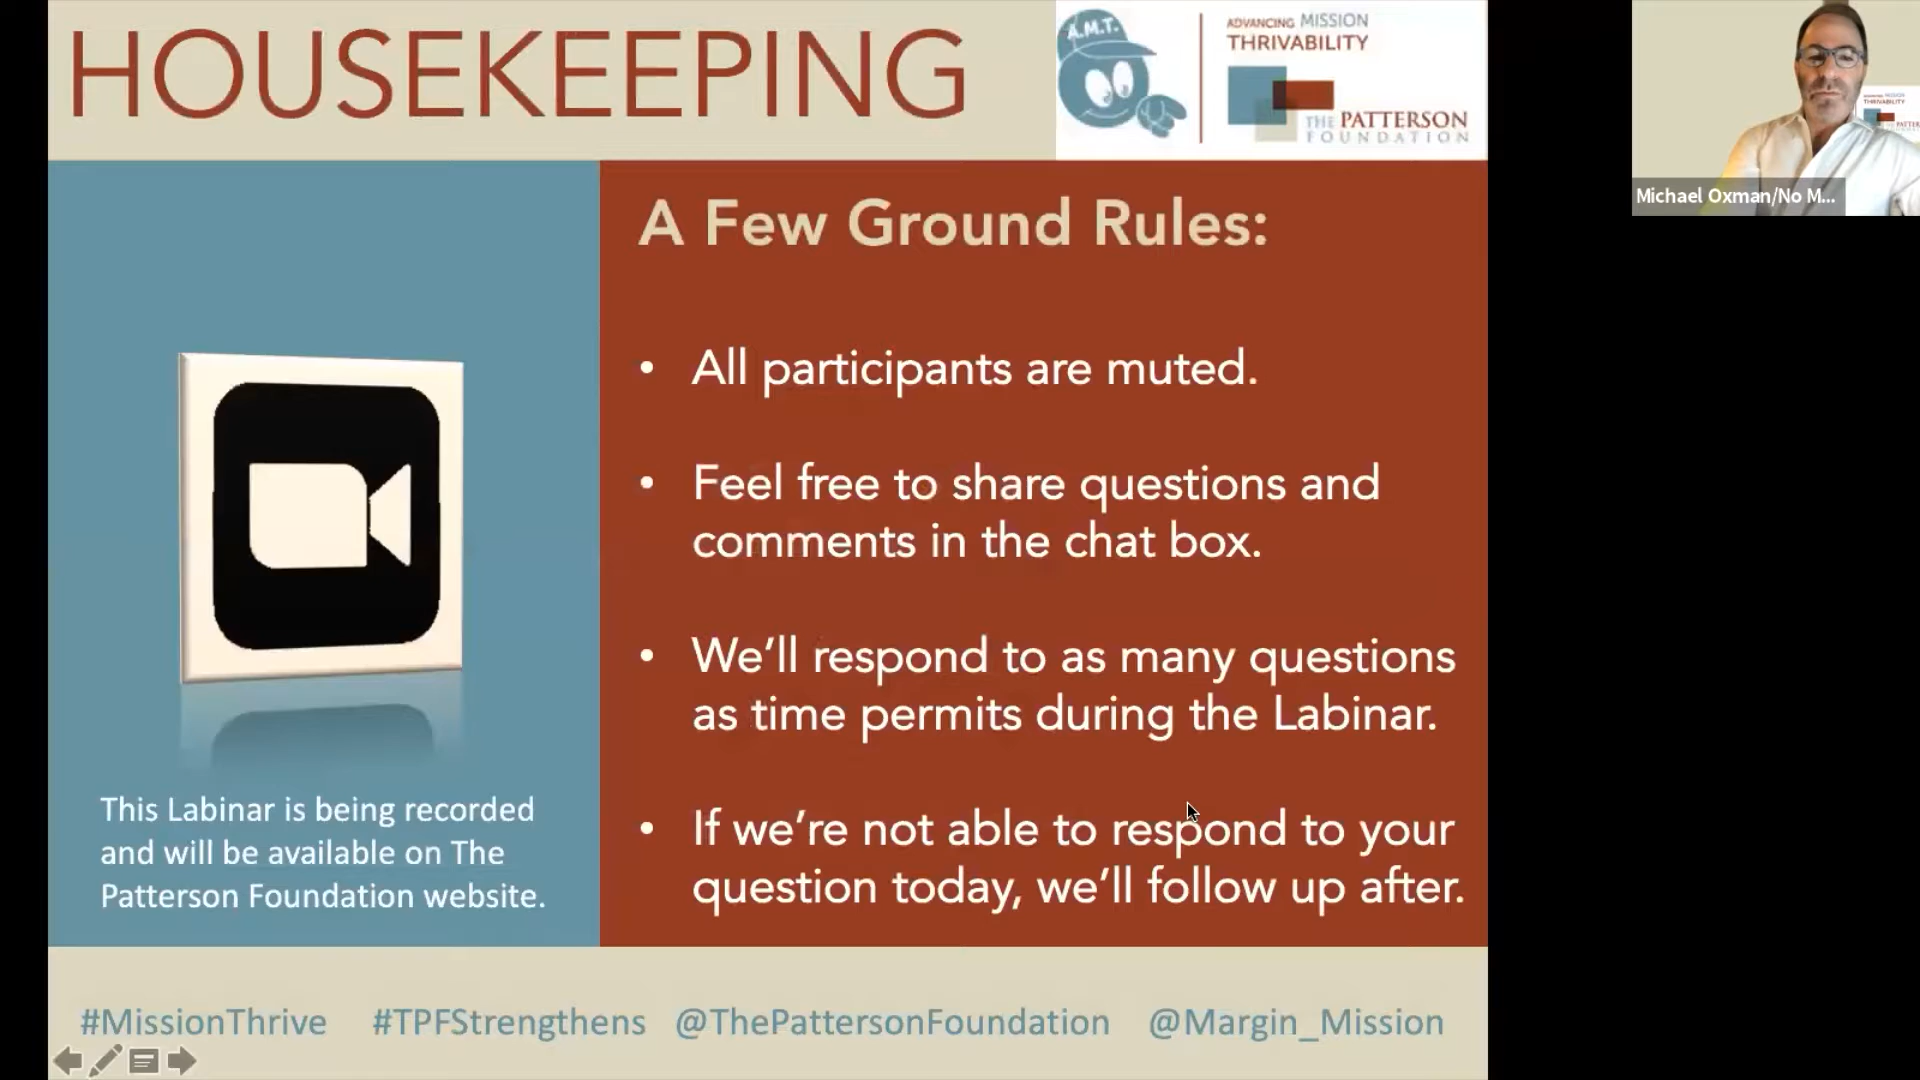 HOUSEKEEPING
A.M.T.
ADVANCING MISSION
THRIVABILITY
THE PATTERSON
FOUNDATION
ADVANCING MISSION
THRIVABILITY
Michael Oxman/No M...
A Few Ground Rules:
• All participants are muted.
• Feel free to share questions and
comments in the chat box.
• We’ll respond to as many questions
as time permits during the Labinar.
• If we’re not able to respond to your
question today, we’ll follow up after.
This Labinar is being recorded
and will be available on The
Patterson Foundation website.
#MissionThrive #TPFStrengthens @ThePattersonFoundation @Margin_Mission